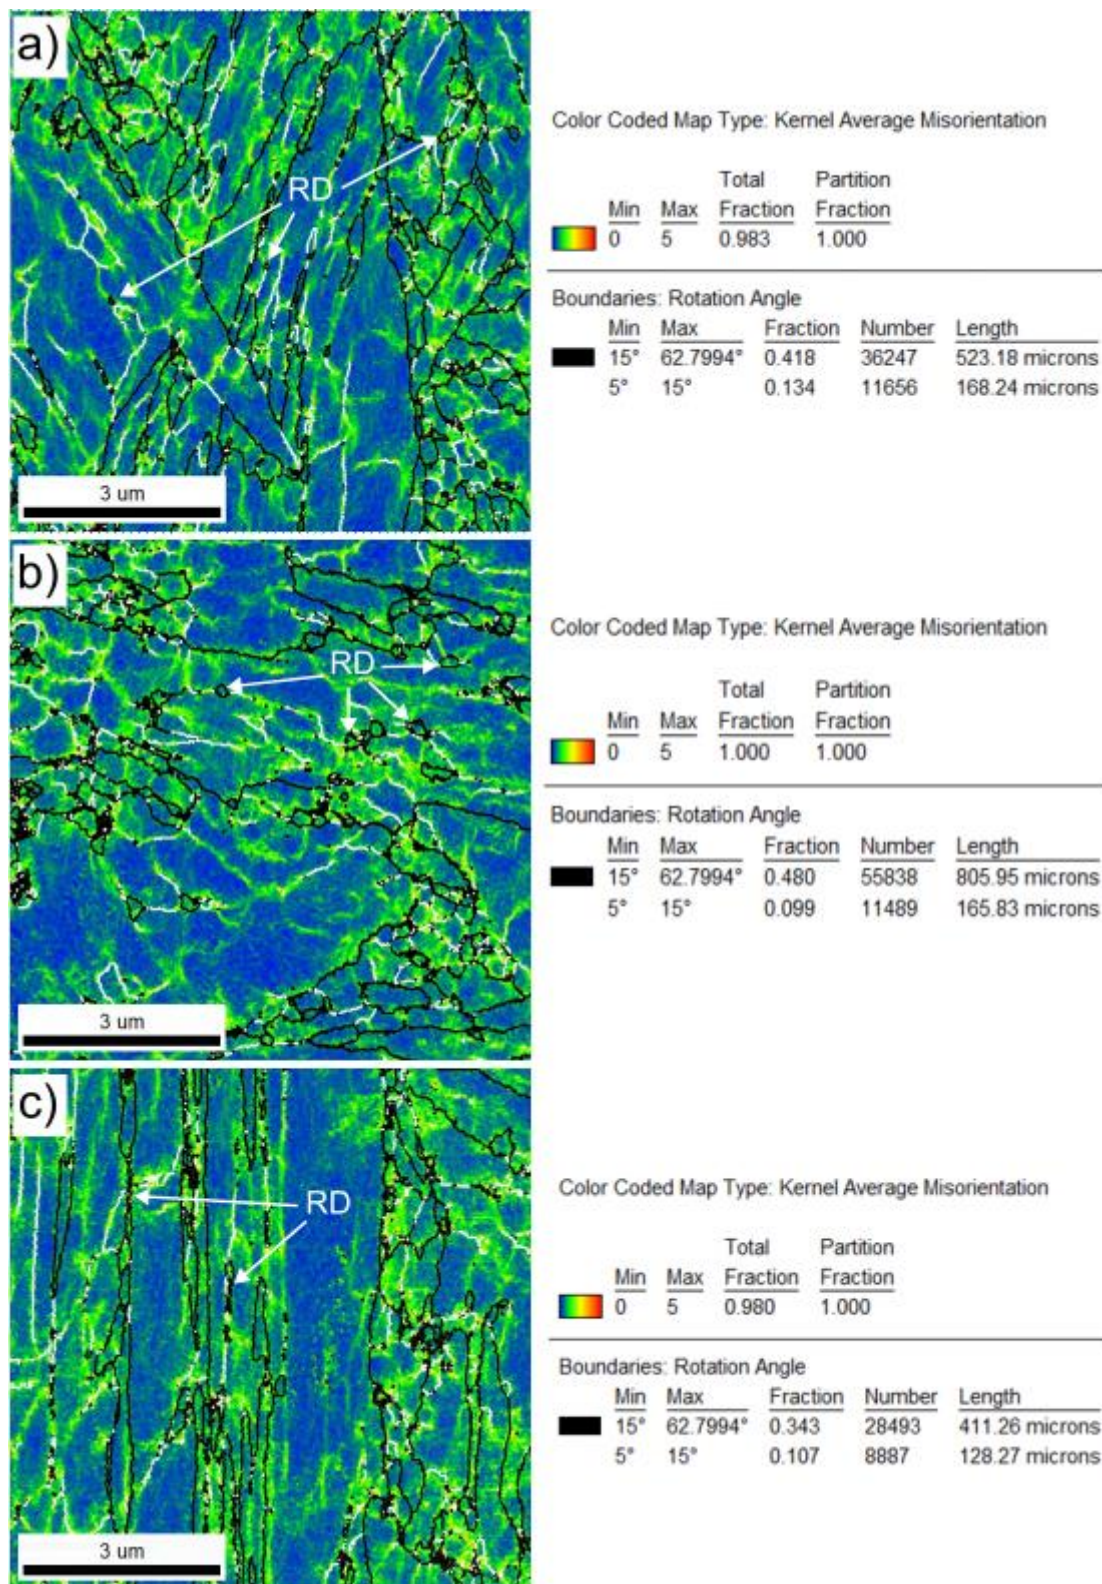 a)
RD
3 um
Color Coded Map Type: Kernel Average Misorientation
Total Partition
Min Max Fraction Fraction
0 5 0.983 1.000
Boundaries: Rotation Angle
Min Max Fraction Number Length
15° 62.7994° 0.418 36247 523.18 microns
5° 15° 0.134 11656 168.24 microns
b)
RD
3 um
Color Coded Map Type: Kernel Average Misorientation
Total Partition
Min Max Fraction Fraction
0 5 1.000 1.000
Boundaries: Rotation Angle
Min Max Fraction Number Length
15° 62.7994° 0.480 55838 805.95 microns
5° 15° 0.099 11489 165.83 microns
c)
RD
3 um
Color Coded Map Type: Kernel Average Misorientation
Total Partition
Min Max Fraction Fraction
0 5 0.980 1.000
Boundaries: Rotation Angle
Min Max Fraction Number Length
15° 62.7994° 0.343 28493 411.26 microns
5° 15° 0.107 8887 128.27 microns